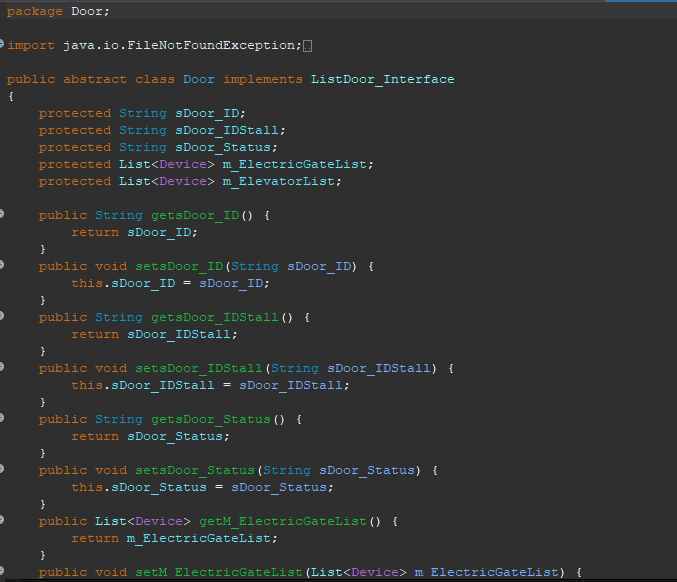 package Door;
import java.io.FileNotFoundException;
public abstract class Door implements ListDoor_Interface
{
    protected String sDoor_ID;
    protected String sDoor_IDStall;
    protected String sDoor_Status;
    protected List<Device> m_ElectricGateList;
    protected List<Device> m_ElevatorList;
    public String getsDoor_ID() {
        return sDoor_ID;
    }
    public void setsDoor_ID(String sDoor_ID) {
        this.sDoor_ID = sDoor_ID;
    }
    public String getsDoor_IDStall() {
        return sDoor_IDStall;
    }
    public void setsDoor_IDStall(String sDoor_IDStall) {
        this.sDoor_IDStall = sDoor_IDStall;
    }
    public String getsDoor_Status() {
        return sDoor_Status;
    }
    public void setsDoor_Status(String sDoor_Status) {
        this.sDoor_Status = sDoor_Status;
    }
    public List<Device> getM_ElectricGateList() {
        return m_ElectricGateList;
    }
    public void setM_ElectricGateList(List<Device> m_ElectricGateList) {